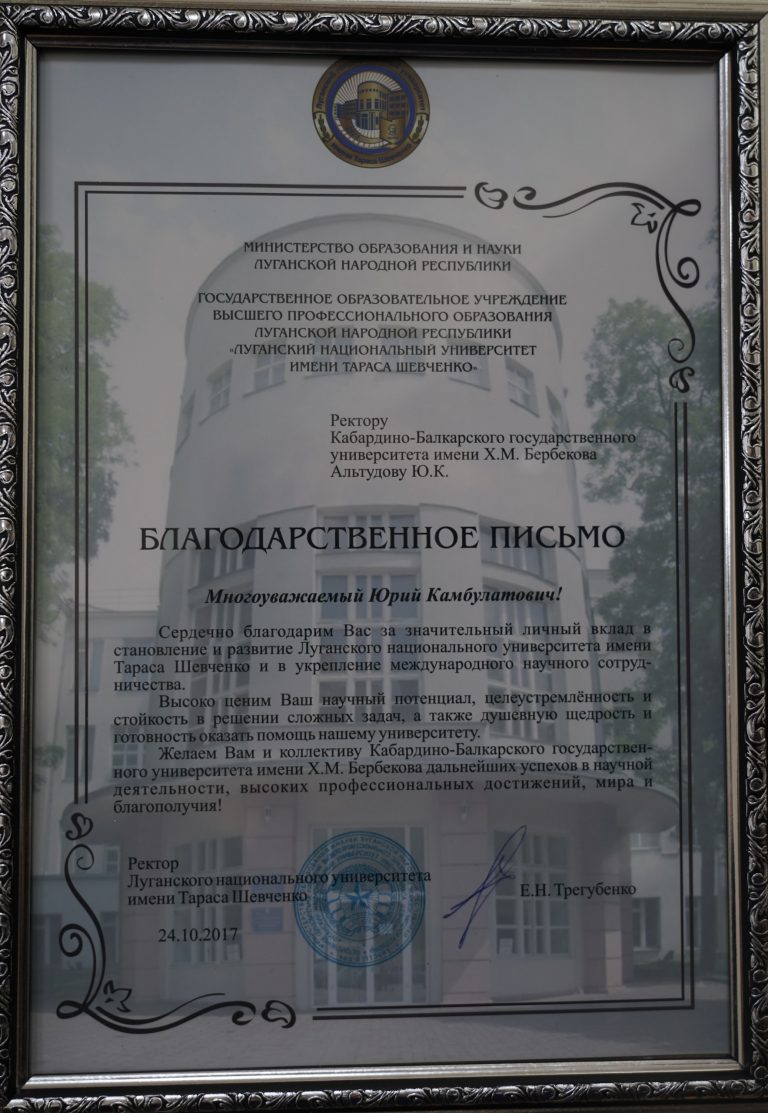 имени Тараса Шевченко
МИНИСТЕРСТВО ОБРАЗОВАНИЯ И НАУКИ
ЛУГАНСКОЙ НАРОДНОЙ РЕСПУБЛИКИ
ГОСУДАРСТВЕННОЕ ОБРАЗОВАТЕЛЬНОЕ УЧРЕЖДЕНИЕ
ВЫСШЕГО ПРОФЕССИОНАЛЬНОГО ОБРАЗОВАНИЯ
ЛУГАНСКОЙ НАРОДНОЙ РЕСПУБЛИКИ
«ЛУГАНСКИЙ НАЦИОНАЛЬНЫЙ УНИВЕРСИТЕТ
ИМЕНИ ТАРАСА ШЕВЧЕНКО»
Ректору
Кабардино-Балкарского государственного
университета имени Х.М. Бербекова
Альтудову Ю.К.
БЛАГОДАРСТВЕННОЕ ПИСЬМО
Многоуважаемый Юрий Камбулатович!
Сердечно благодарим Вас за значительный личный вклад в
становление и развитие Луганского национального университета имени
Тараса Шевченко и в укрепление международного научного сотруд-
ничества.
Высоко ценим Ваш научный потенциал, целеустремлённость и
стойкость в решении сложных задач, а также душевную щедрость и
готовность оказать помощь нашему университету.
Желаем Вам и коллективу Кабардино-Балкарского государствен-
ного университета имени Х.М. Бербекова дальнейших успехов в научной
деятельности, высоких профессиональных достижений, мира и
благополучия!
Ректор
Луганского национального университета
имени Тараса Шевченко
Е.Н. Трегубенко
24.10.2017